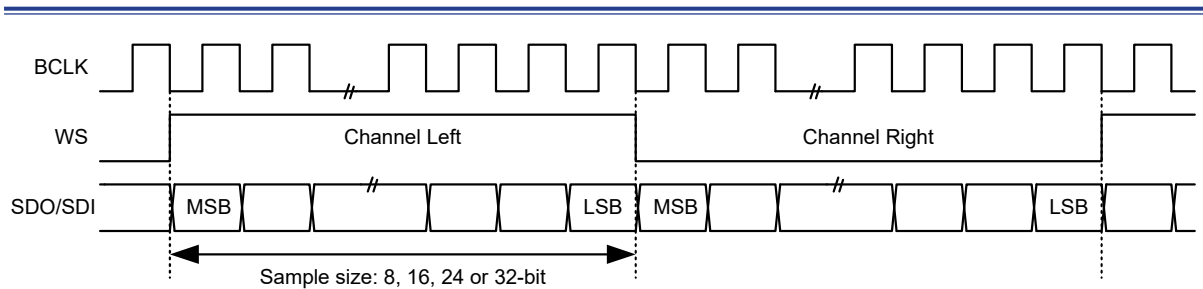 BCLK
WS
Channel Left
Channel Right
SDO/SDI
MSB
LSB
MSB
LSB
Sample size: 8, 16, 24 or 32-bit